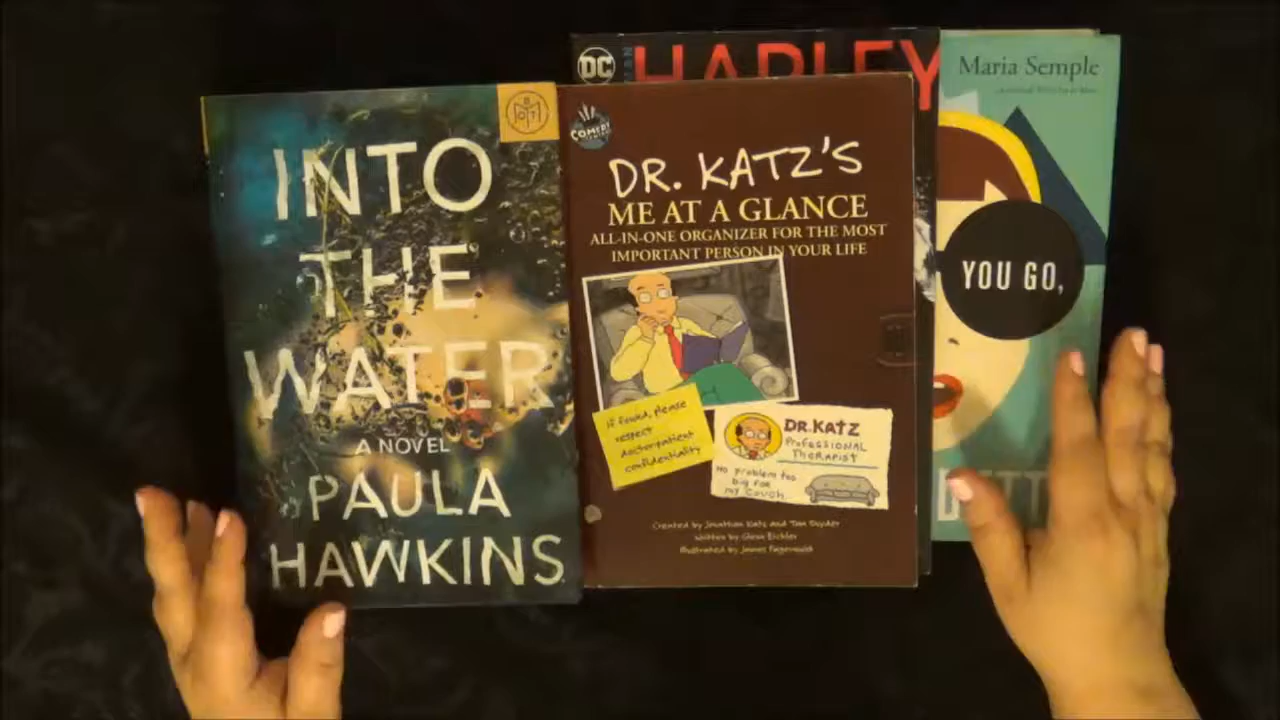 INTO
THE
WATER
A NOVEL
PAULA
HAWKINS
COMEDY
DR. KATZ'S
ME AT A GLANCE
ALL-IN-ONE ORGANIZER FOR THE MOST
IMPORTANT PERSON IN YOUR LIFE
If found, please
respect
doctor-patient
confidentiality
DR. KATZ
PROFESSIONAL
THERAPIST
No problem too
big for
my couch.
Created by Jonathan Katz and Tom Snyder
Written by Glenn Eichler
Illustrated by James Fagerquist
DC
HARLEY
Maria Semple
YOU GO,